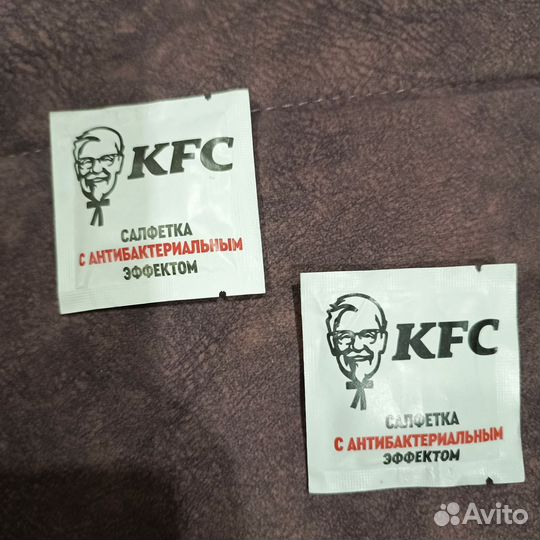 KFC
САЛФЕТКА
С АНТИБАКТЕРИАЛЬНЫМ
ЭФФЕКТОМ
KFC
САЛФЕТКА
С АНТИБАКТЕРИАЛЬНЫМ
ЭФФЕКТОМ
Avito